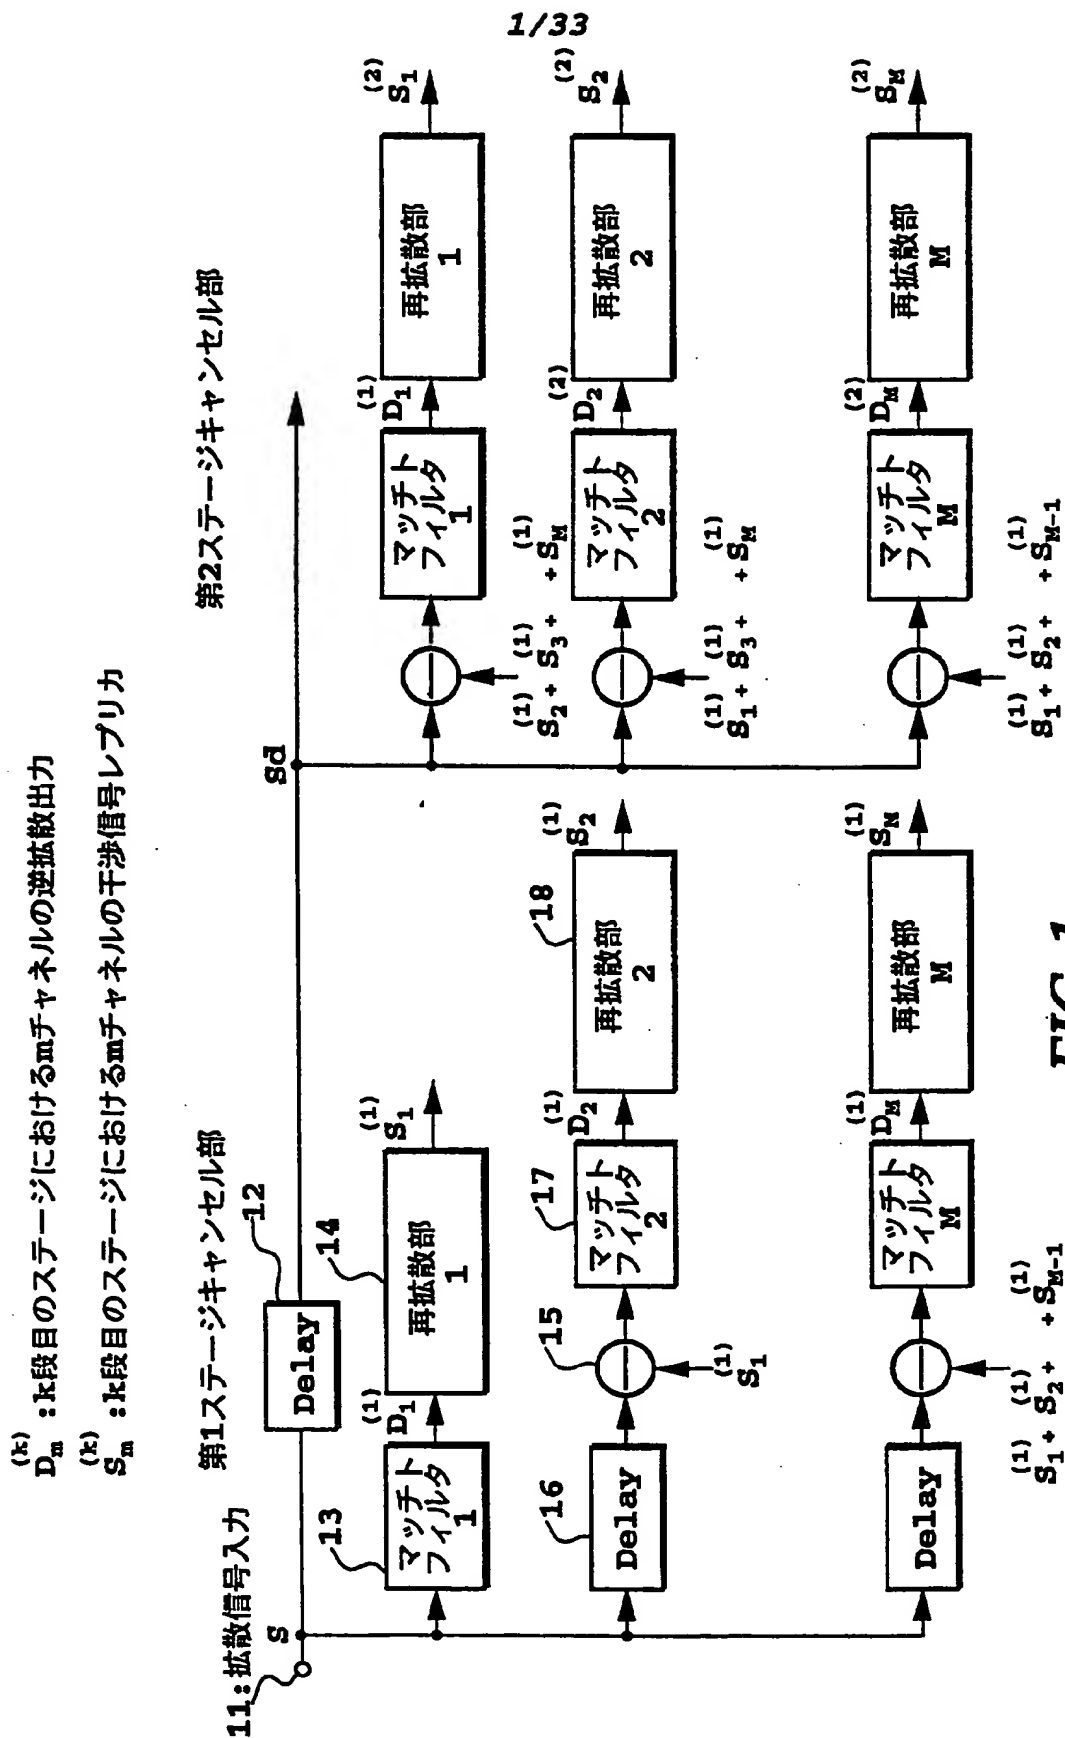 1/33
D_m^(k) :k段目のステージにおけるmチャネルの逆拡散出力
S_m^(k) :k段目のステージにおけるmチャネルの干渉信号レプリカ
第1ステージキャンセル部
第2ステージキャンセル部
11:拡散信号入力
S
Delay
12
Sd
13
マッチト
フィルタ
1
D_1^(1)
14
再拡散部
1
S_1^(1)
16
Delay
15
S_1^(1)
17
マッチト
フィルタ
2
D_2^(1)
18
再拡散部
2
S_2^(1)
Delay
S_1^(1)+ S_2^(1)+ +S_M-1^(1)
マッチト
フィルタ
M
D_M^(1)
再拡散部
M
S_N^(1)
S_2^(1)+ S_3^(1)+ +S_M^(1)
マッチト
フィルタ
1
D_1^(1)
再拡散部
1
S_1^(2)
S_1^(1)+ S_3^(1)+ +S_M^(1)
マッチト
フィルタ
2
D_2^(2)
再拡散部
2
S_2^(2)
S_1^(1)+ S_2^(1)+ +S_M-1^(1)
マッチト
フィルタ
M
D_M^(2)
再拡散部
M
S_M^(2)